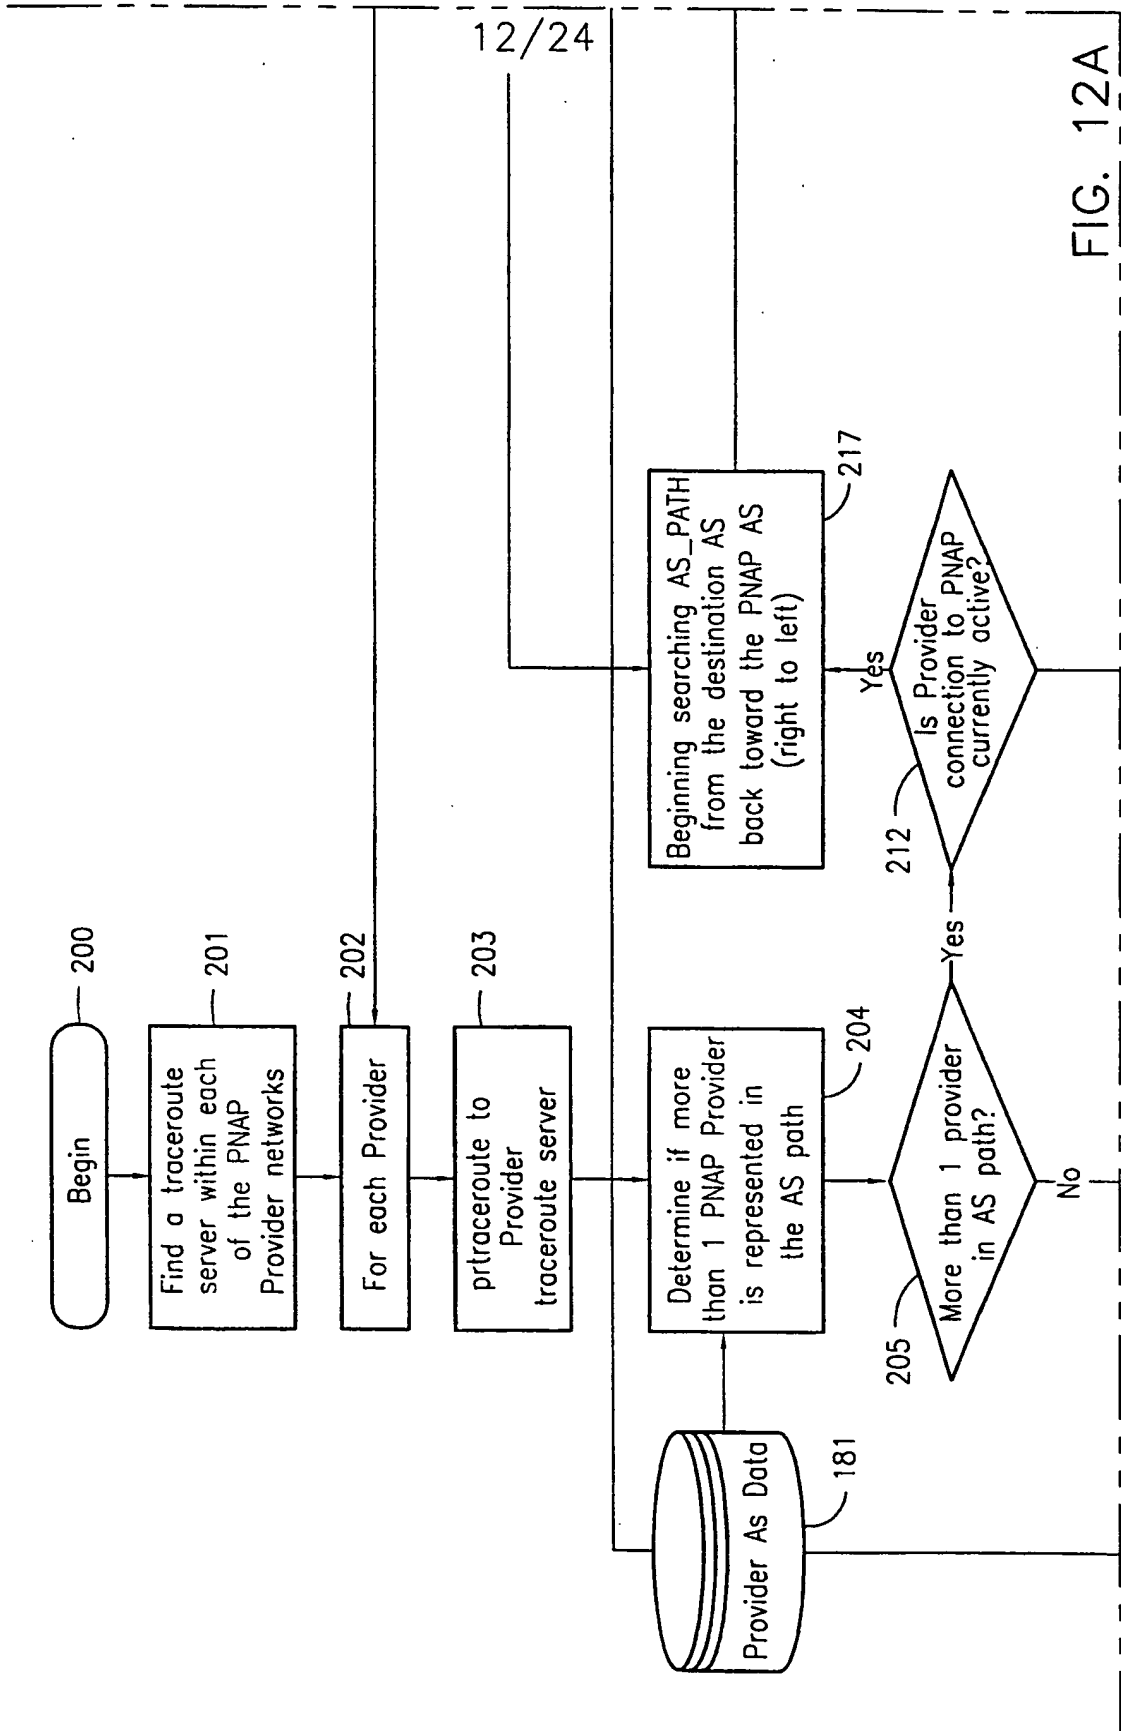 12/24
Begin
200
Find a traceroute
server within each
of the PNAP
Provider networks
201
For each Provider
202
prtraceroute to
Provider
traceroute server
203
Provider As Data
181
Determine if more
than 1 PNAP Provider
is represented in
the AS path
204
Beginning searching AS_PATH
from the destination AS
back toward the PNAP AS
(right to left)
217
205
More than 1 provider
in AS path?
Yes
No
212
Is Provider
connection to PNAP
currently active?
Yes
FIG. 12A